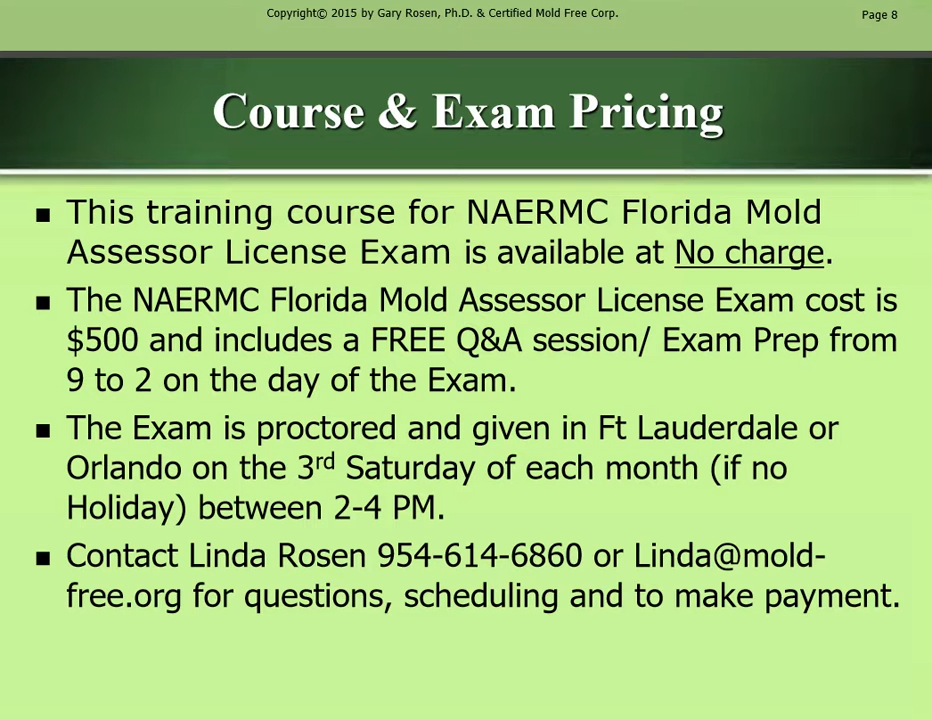 Copyright© 2015 by Gary Rosen, Ph.D. & Certified Mold Free Corp.
Page 8
Course & Exam Pricing
■ This training course for NAERMC Florida Mold
Assessor License Exam is available at No charge.
■ The NAERMC Florida Mold Assessor License Exam cost is
$500 and includes a FREE Q&A session/ Exam Prep from
9 to 2 on the day of the Exam.
■ The Exam is proctored and given in Ft Lauderdale or
Orlando on the 3rd Saturday of each month (if no
Holiday) between 2-4 PM.
■ Contact Linda Rosen 954-614-6860 or Linda@mold-
free.org for questions, scheduling and to make payment.